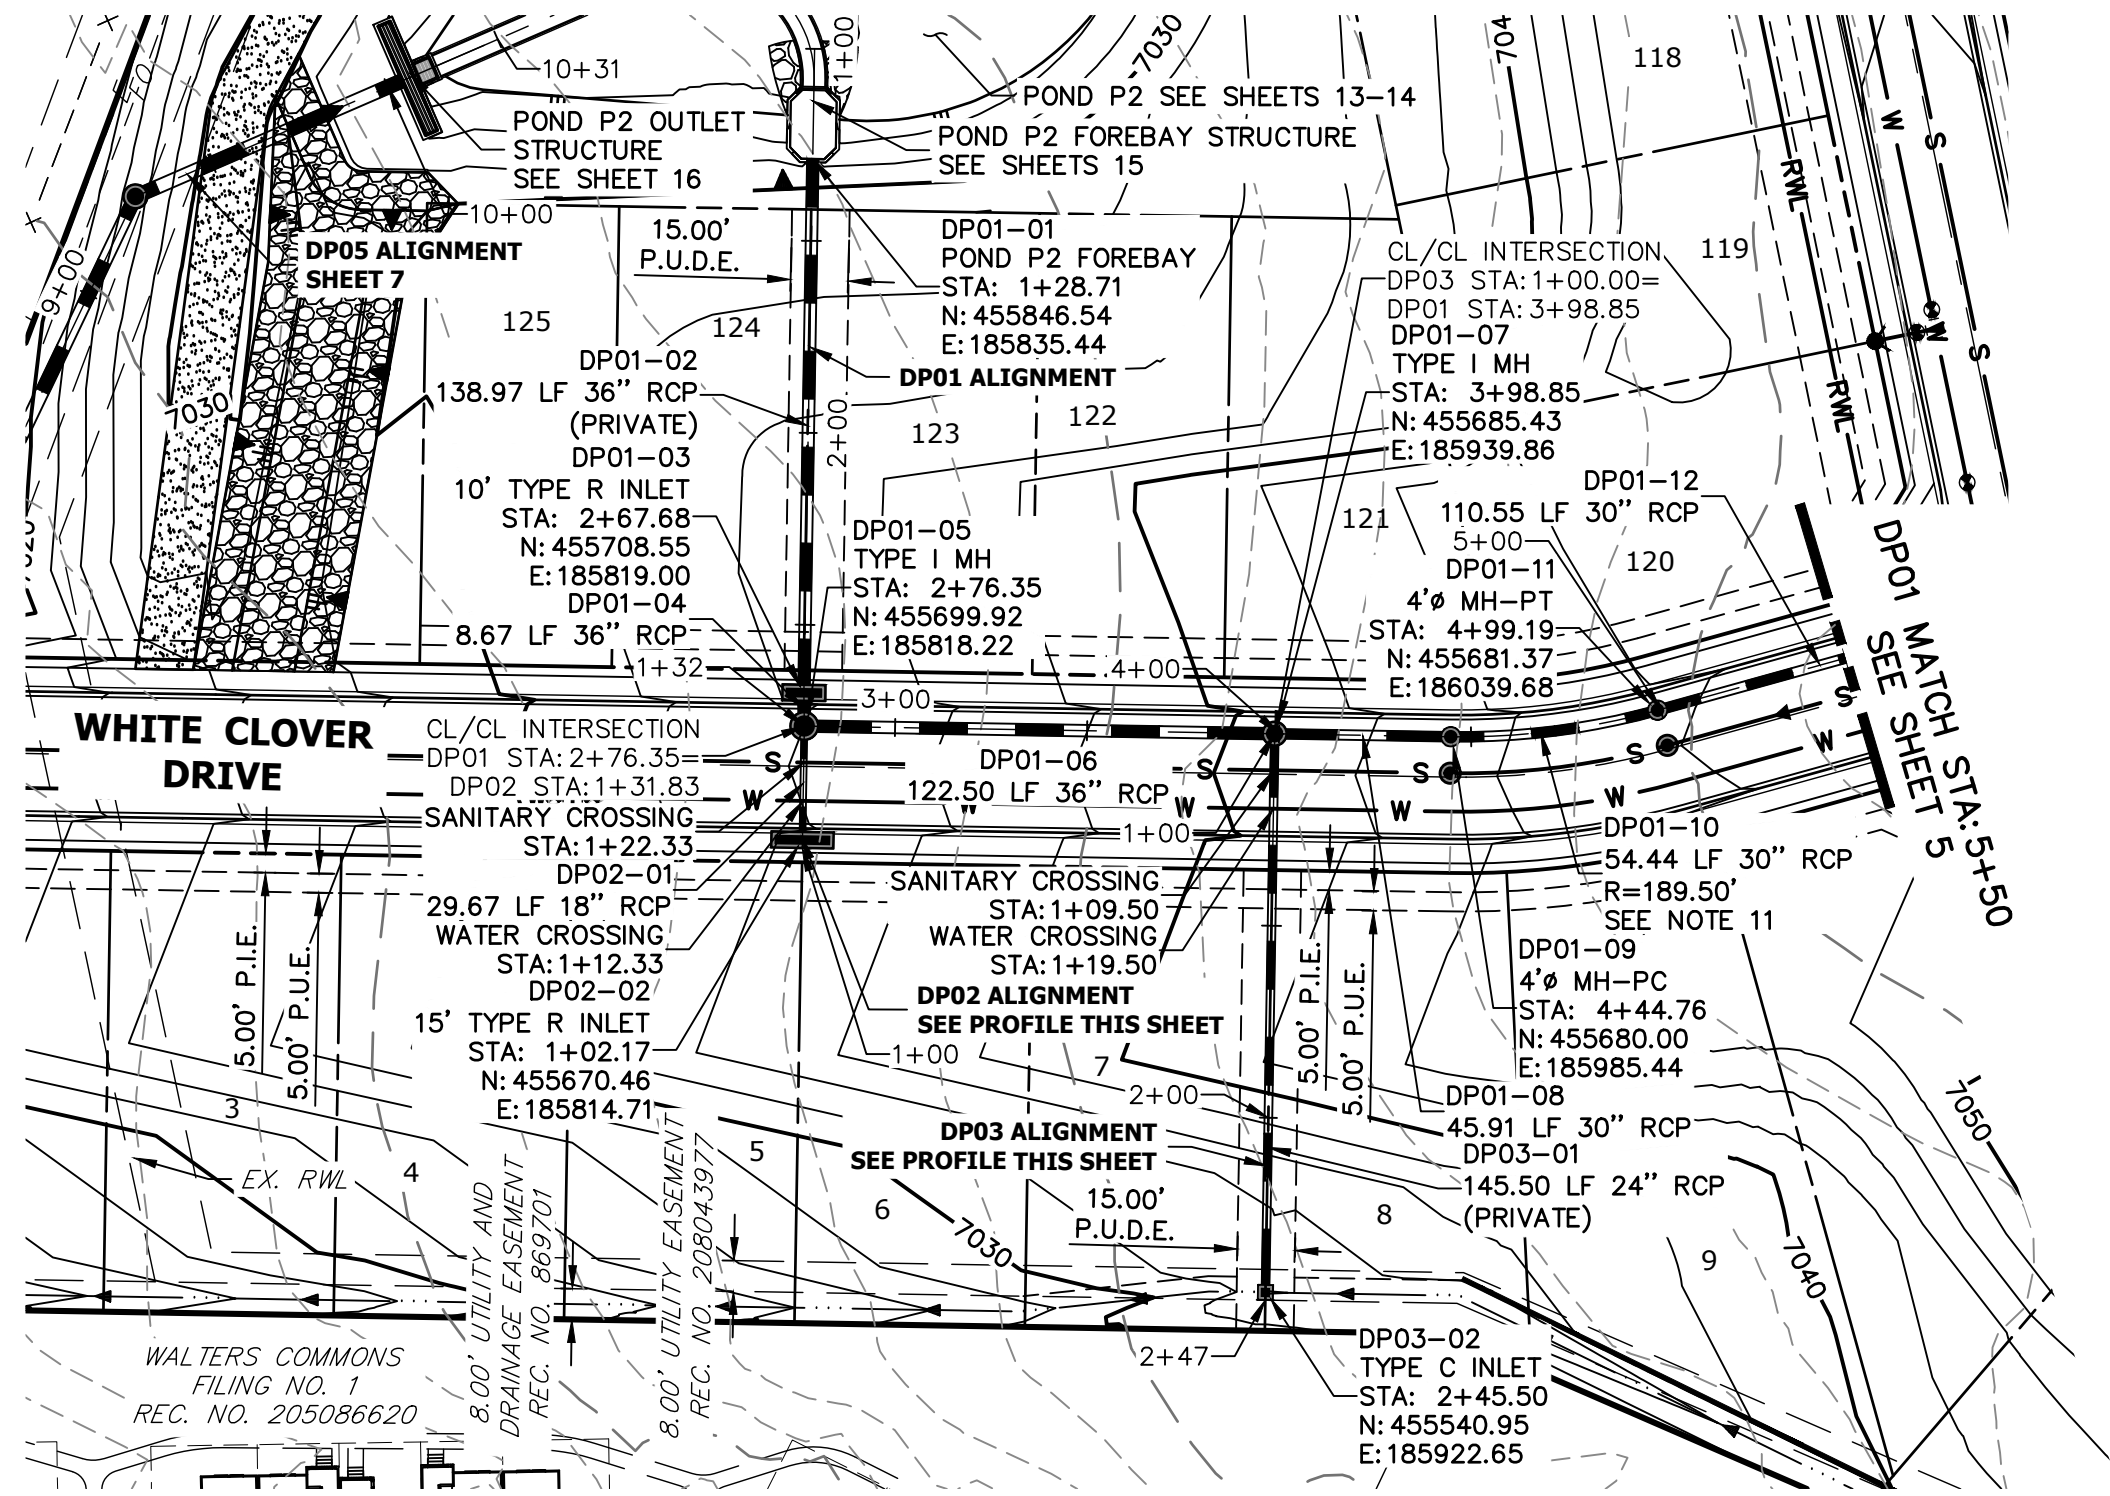 FO
10+31
1+00
7030
704
118
POND P2 SEE SHEETS 13-14
POND P2 OUTLET
STRUCTURE
SEE SHEET 16
POND P2 FOREBAY STRUCTURE
SEE SHEETS 15
W
S
RWL
10+00
DP05 ALIGNMENT
SHEET 7
9+00
15.00'
P.U.D.E.
DP01-01
POND P2 FOREBAY
STA: 1+28.71
N:455846.54
E:185835.44
DP01 ALIGNMENT
CL/CL INTERSECTION
DP03 STA:1+00.00=
DP01 STA:3+98.85
DP01-07
TYPE I MH
STA: 3+98.85
N:455685.43
E:185939.86
119
W
S
RWL
125
124
123
122
121
120
7030
2+00
DP01-02
138.97 LF 36" RCP
(PRIVATE)
DP01-03
10' TYPE R INLET
STA: 2+67.68
N:455708.55
E:185819.00
DP01-04
8.67 LF 36" RCP
1+32
DP01-05
TYPE I MH
STA: 2+76.35
N:455699.92
E:185818.22
DP01-12
110.55 LF 30" RCP
5+00
DP01-11
4'ø MH-PT
STA: 4+99.19
N:455681.37
E:186039.68
DP01 MATCH STA:5+50
SEE SHEET 5
4+00
3+00
WHITE CLOVER
DRIVE
CL/CL INTERSECTION
DP01 STA:2+76.35=
DP02 STA:1+31.83
SANITARY CROSSING
STA:1+22.33
DP02-01
29.67 LF 18" RCP
WATER CROSSING
STA:1+12.33
DP02-02
15' TYPE R INLET
STA: 1+02.17
N:455670.46
E:185814.71
S
W
DP01-06
122.50 LF 36" RCP
W
S
W
1+00
S
W
S
W
W
S
SANITARY CROSSING
STA:1+09.50
WATER CROSSING
STA:1+19.50
DP02 ALIGNMENT
SEE PROFILE THIS SHEET
1+00
DP01-10
54.44 LF 30" RCP
R=189.50'
SEE NOTE 11
DP01-09
4'ø MH-PC
STA: 4+44.76
N:455680.00
E:185985.44
DP01-08
45.91 LF 30" RCP
DP03-01
145.50 LF 24" RCP
(PRIVATE)
5.00' P.I.E.
5.00' P.U.E.
5.00' P.I.E.
5.00' P.U.E.
2+00
DP03 ALIGNMENT
SEE PROFILE THIS SHEET
15.00'
P.U.D.E.
3
4
5
6
7
8
9
7030
7040
7050
EX. RWL
8.00' UTILITY AND
DRAINAGE EASEMENT
REC. NO. 869701
8.00' UTILITY EASEMENT
REC. NO. 208043977
2+47
DP03-02
TYPE C INLET
STA: 2+45.50
N:455540.95
E:185922.65
WALTERS COMMONS
FILING NO. 1
REC. NO. 205086620